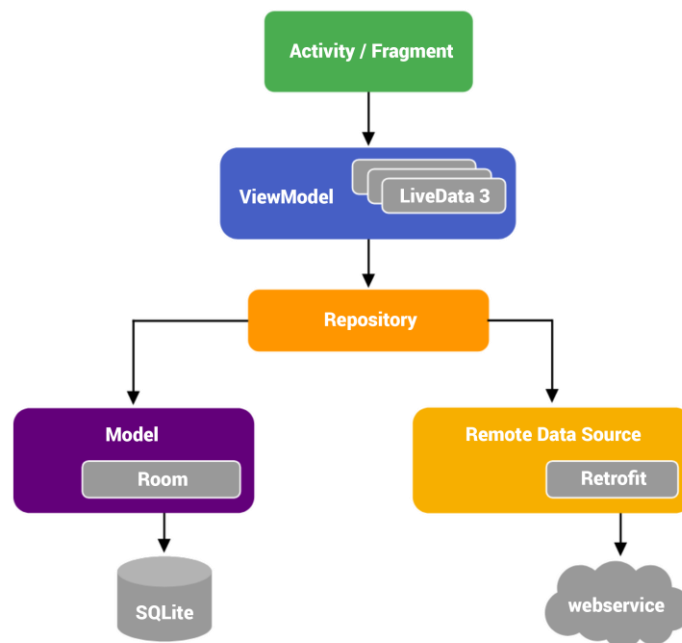 Activity / Fragment
ViewModel
LiveData 3
Repository
Model
Room
Remote Data Source
Retrofit
SQLite
webservice